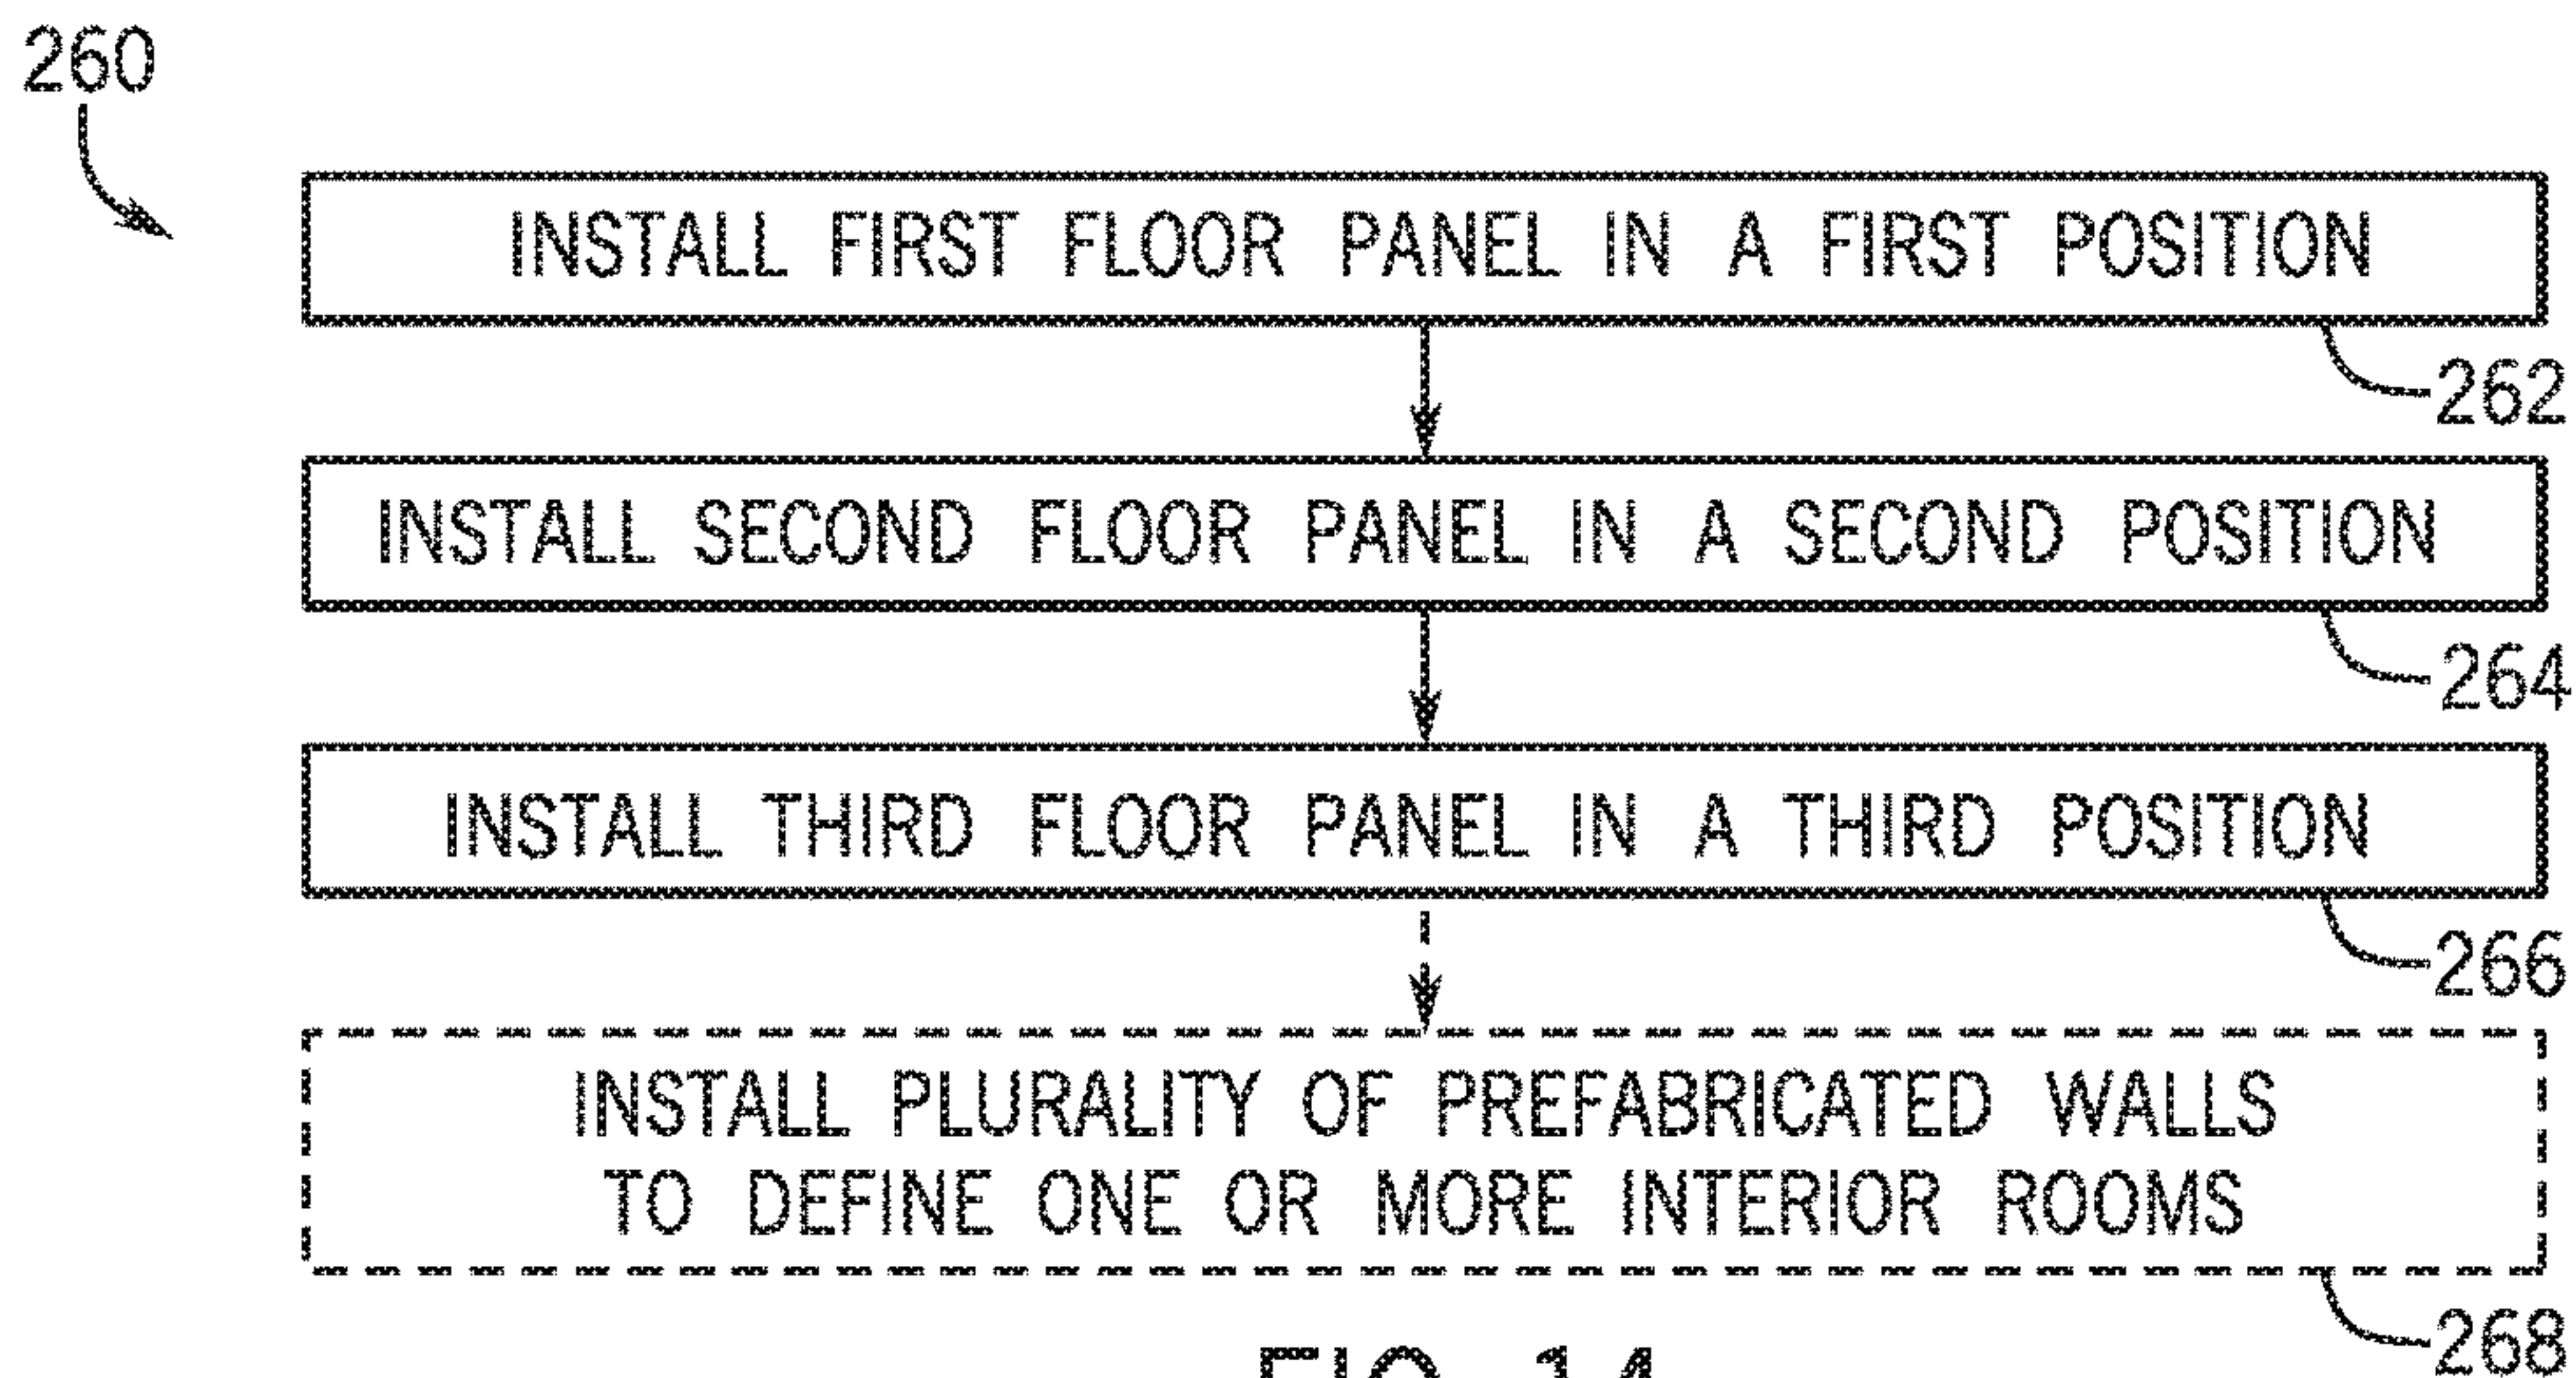 260
INSTALL FIRST FLOOR PANEL IN A FIRST POSITION
262
INSTALL SECOND FLOOR PANEL IN A SECOND POSITION
264
INSTALL THIRD FLOOR PANEL IN A THIRD POSITION
266
INSTALL PLURALITY OF PREFABRICATED WALLS
TO DEFINE ONE OR MORE INTERIOR ROOMS
268
FIG. 14